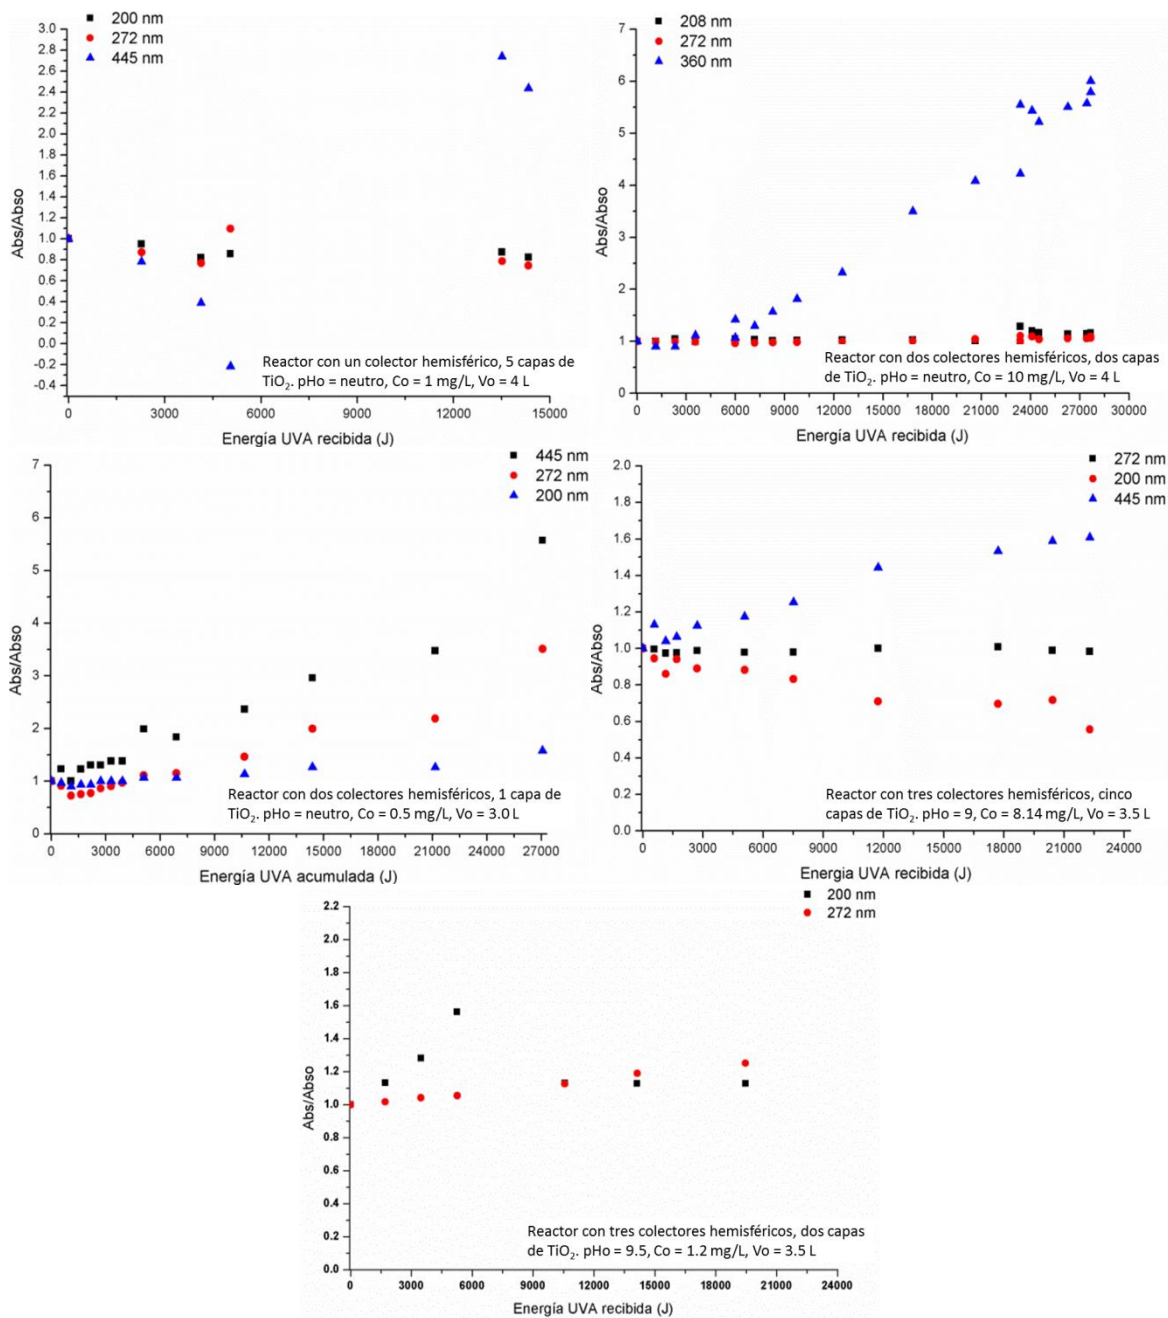 200 nm
272 nm
445 nm
3.0
2.8
2.6
2.4
2.2
2.0
1.8
1.6
1.4
1.2
1.0
0.8
0.6
0.4
0.2
0.0
-0.2
-0.4
Abs/Abso
Reactor con un colector hemisférico, 5 capas de
TiO₂. pHo = neutro, Co = 1 mg/L, Vo = 4 L
0 3000 6000 9000 12000 15000
Energía UVA recibida (J)
208 nm
272 nm
360 nm
7
6
5
4
3
2
1
0
Abs/Abso
Reactor con dos colectores hemisféricos, dos capas
de TiO₂. pHo = neutro, Co = 10 mg/L, Vo = 4 L
0 3000 6000 9000 12000 15000 18000 21000 24000 27000 30000
Energía UVA recibida (J)
445 nm
272 nm
200 nm
7
6
5
4
3
2
1
0
Abs/Abso
Reactor con dos colectores hemisféricos, 1 capa de
TiO₂. pHo = neutro, Co = 0.5 mg/L, Vo = 3.0 L
0 3000 6000 9000 12000 15000 18000 21000 24000 27000
Energía UVA acumulada (J)
272 nm
200 nm
445 nm
2.0
1.8
1.6
1.4
1.2
1.0
0.8
0.6
0.4
0.2
0.0
Abs/Abso
Reactor con tres colectores hemisféricos, cinco
capas de TiO₂. pHo = 9, Co = 8.14 mg/L, Vo = 3.5 L
0 3000 6000 9000 12000 15000 18000 21000 24000
Energía UVA recibida (J)
200 nm
272 nm
2.2
2.0
1.8
1.6
1.4
1.2
1.0
0.8
0.6
0.4
0.2
0.0
Abs/Abso
Reactor con tres colectores hemisféricos, dos capas
de TiO₂. pHo = 9.5, Co = 1.2 mg/L, Vo = 3.5 L
0 3000 6000 9000 12000 15000 18000 21000 24000
Energía UVA recibida (J)